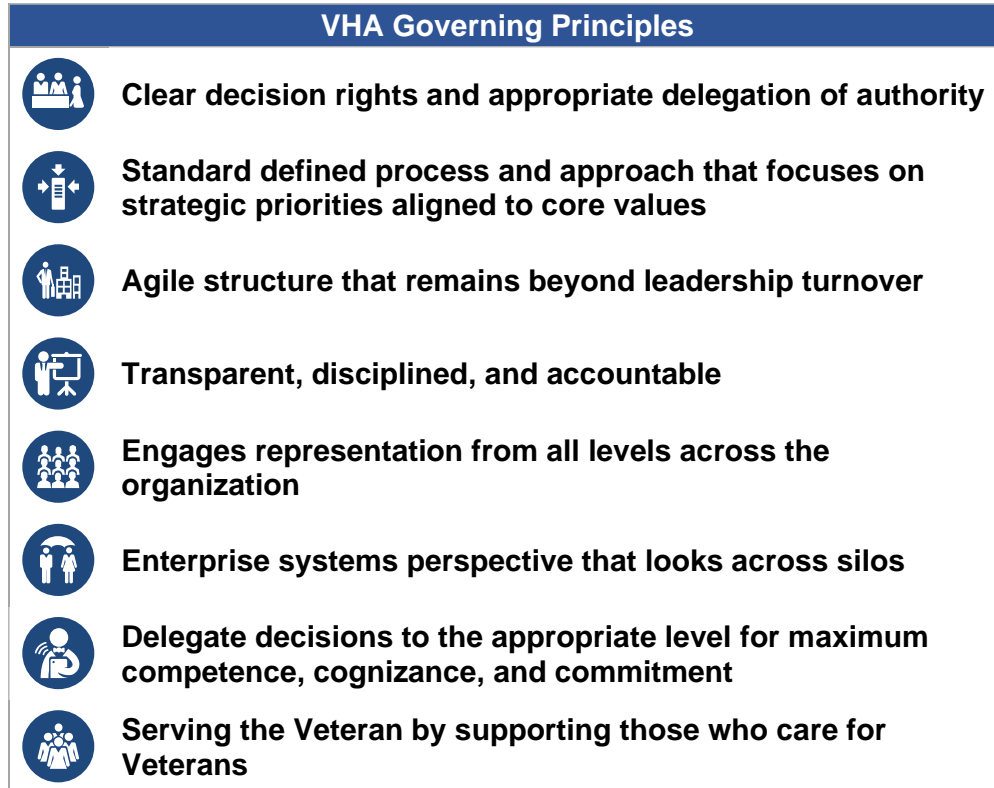 VHA Governing Principles
Clear decision rights and appropriate delegation of authority
Standard defined process and approach that focuses on
strategic priorities aligned to core values
Agile structure that remains beyond leadership turnover
Transparent, disciplined, and accountable
Engages representation from all levels across the
organization
Enterprise systems perspective that looks across silos
Delegate decisions to the appropriate level for maximum
competence, cognizance, and commitment
Serving the Veteran by supporting those who care for
Veterans